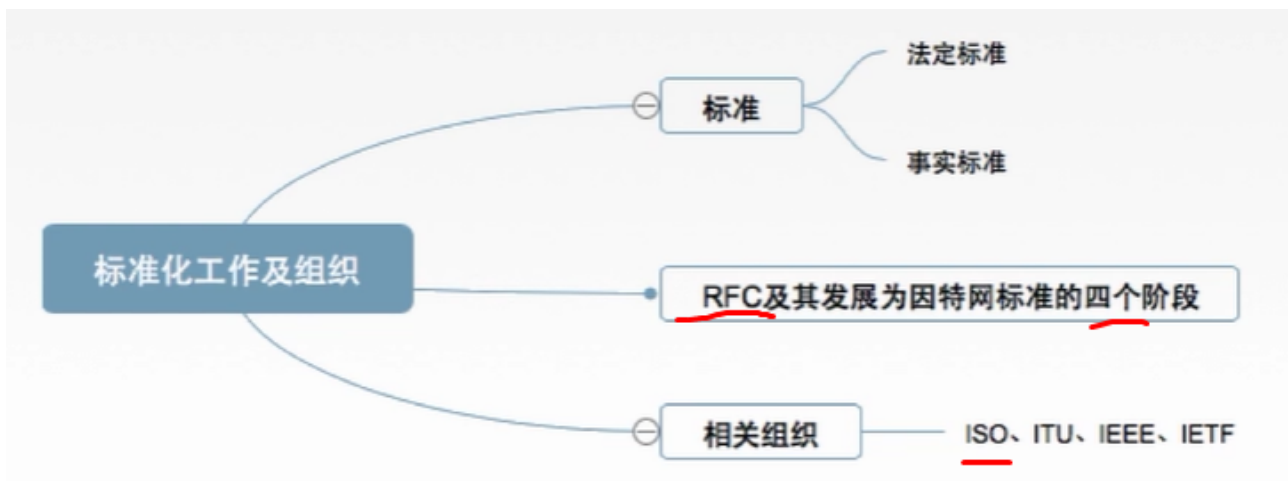 法定标准
标准
事实标准
标准化工作及组织
RFC及其发展为因特网标准的四个阶段
相关组织
ISO、ITU、IEEE、IETF